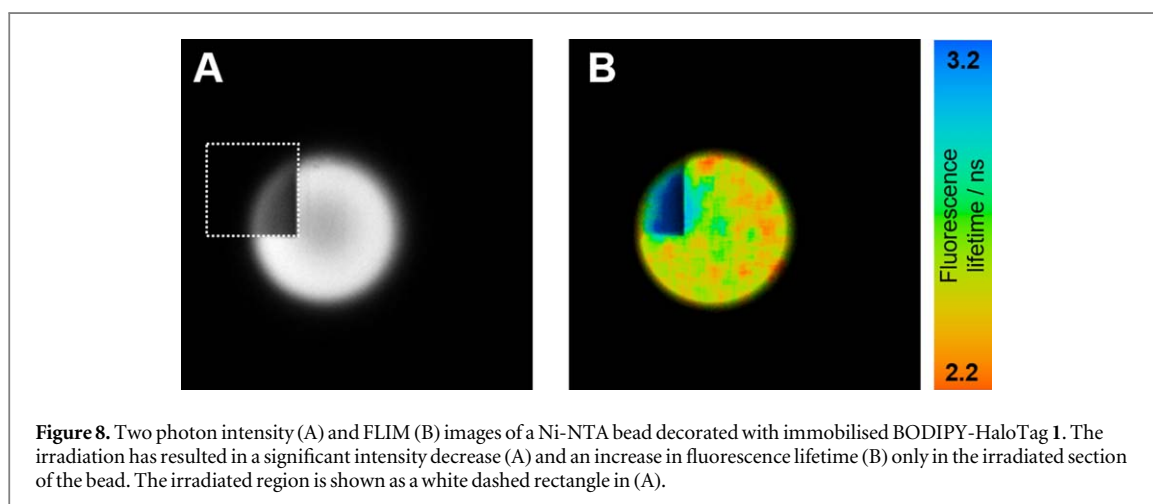 A
B
3.2
Fluorescence
lifetime / ns
2.2
Figure 8. Two photon intensity (A) and FLIM (B) images of a Ni-NTA bead decorated with immobilised BODIPY-HaloTag 1. The
irradiation has resulted in a significant intensity decrease (A) and an increase in fluorescence lifetime (B) only in the irradiated section
of the bead. The irradiated region is shown as a white dashed rectangle in (A).